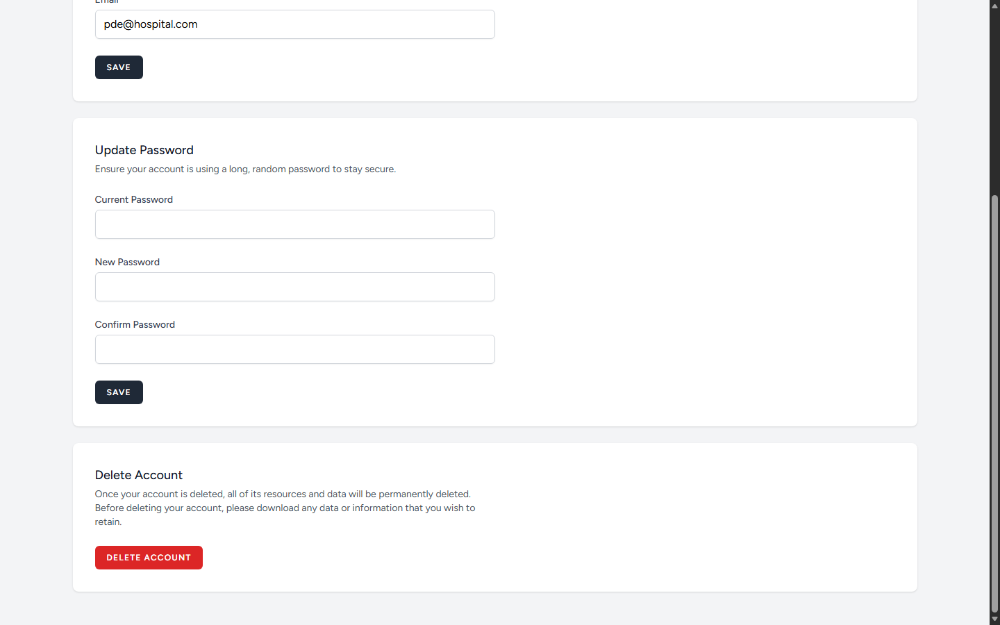 Email
pde@hospital.com
SAVE
Update Password
Ensure your account is using a long, random password to stay secure.
Current Password
New Password
Confirm Password
SAVE
Delete Account
Once your account is deleted, all of its resources and data will be permanently deleted.
Before deleting your account, please download any data or information that you wish to
retain.
DELETE ACCOUNT